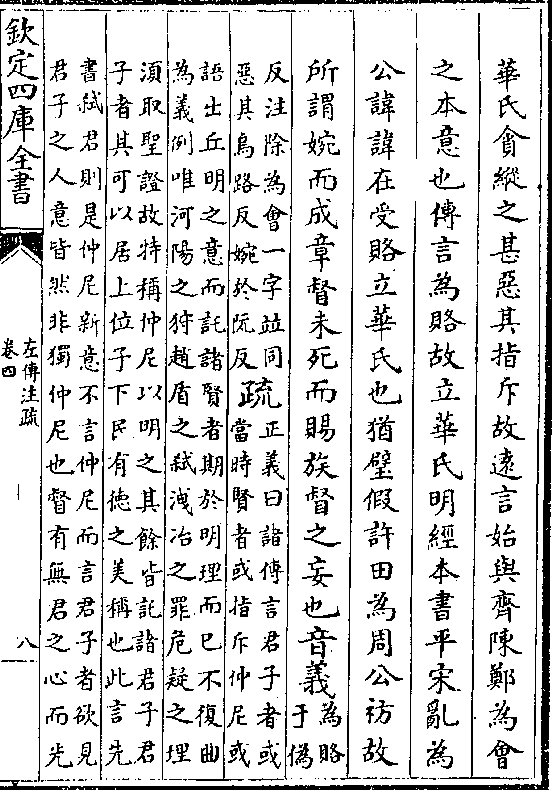 華氏貪縱之甚惡其指斥故遠言始與齊陳鄭為會
之本意也傳言為賂故立華氏明經本書平宋亂為
公諱諱在受賂立華氏也猶璧假許田為周公祊故
所謂婉而成章督未死而賜族督之妄也音義為賂
于偽
反注除為會一字並同
惡其烏路反婉於阮反
疏正義曰諸傳言君子者或
當時賢者或指斥仲尼或
語出丘明之意而託諸賢者期於明理而已不復曲
為義例唯河陽之狩趙盾之弒洩冶之罪危疑之理
須取聖證故特稱仲尼以明之其餘皆託諸君子君
子者其可以居上位子下民有德之美稱也此言先
書弒君則是仲尼新意不言仲尼而言君子者欲見
君子之人意皆然非獨仲尼也督有無君之心而先
欽定四庫全書
左傳注疏
卷四
八